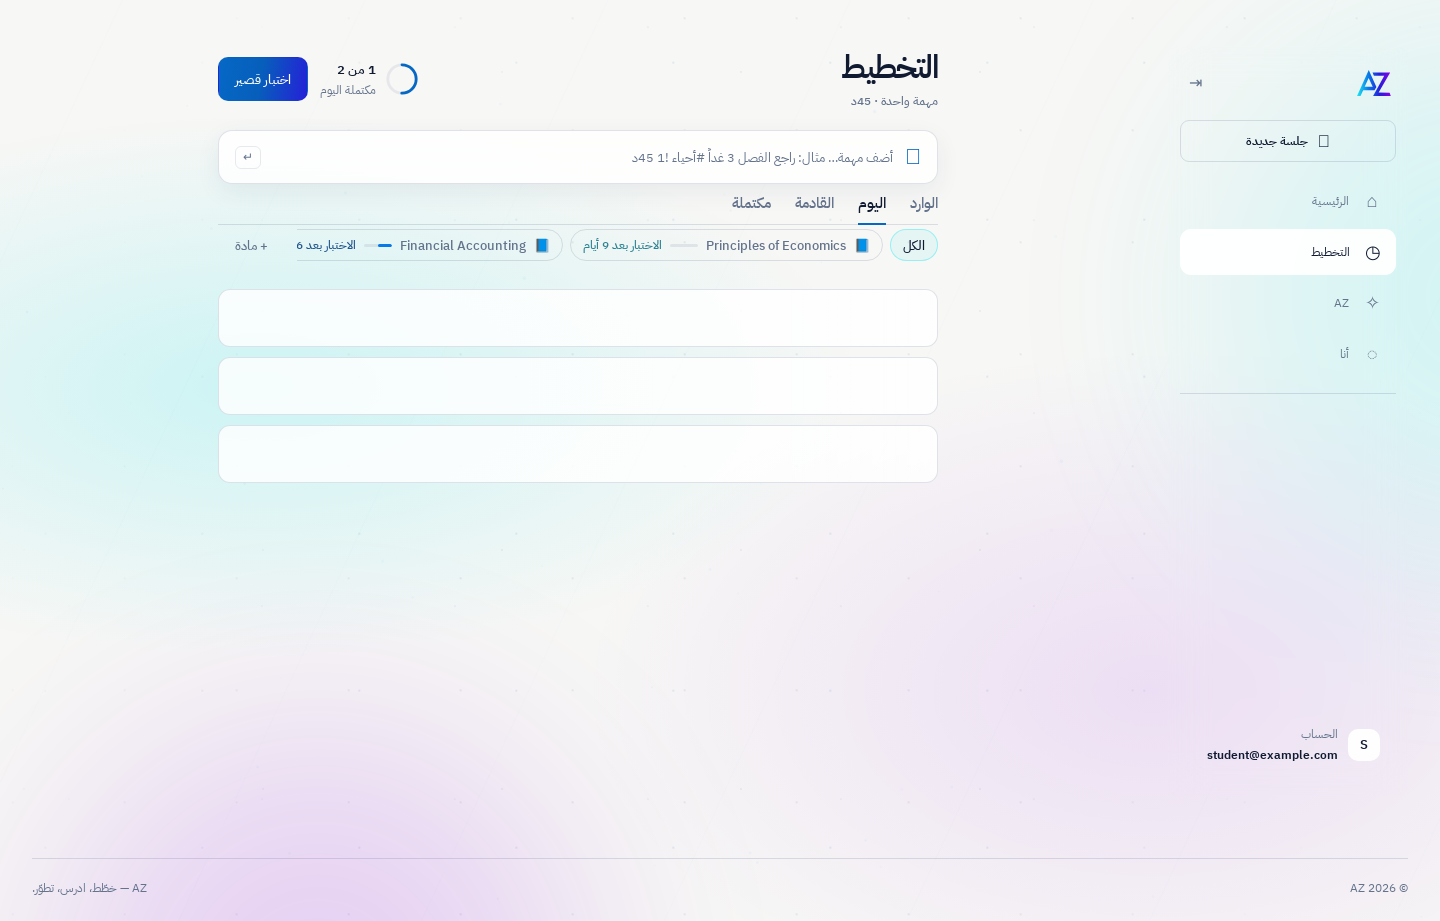 AZ
جلسة جديدة
الرئيسية
التخطيط
AZ
أنا
الحساب
S
student@example.com
التخطيط
مهمة واحدة · 45د
1 من 2
مكتملة اليوم
اختبار قصير
أضف مهمة… مثال: راجع الفصل 3 غداً #أحياء !1 45د
الوارد اليوم القادمة مكتملة
الكل Principles of Economics الاختبار بعد 9 أيام Financial Accounting الاختبار بعد 6 + مادة
© 2026 AZ
AZ — خطّط، ادرس، تطوّر.